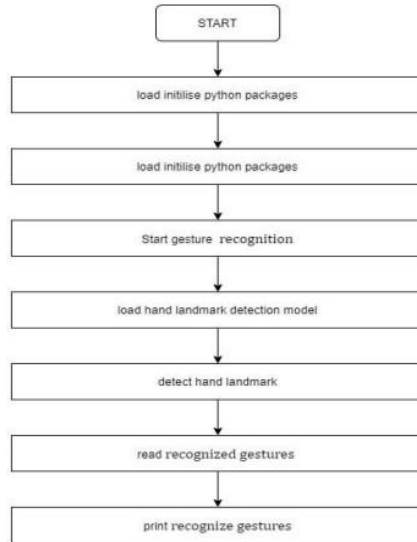 START
load initilise python packages
load initilise python packages
Start gesture recognition
load hand landmark detection model
detect hand landmark
read recognized gestures
print recognize gestures